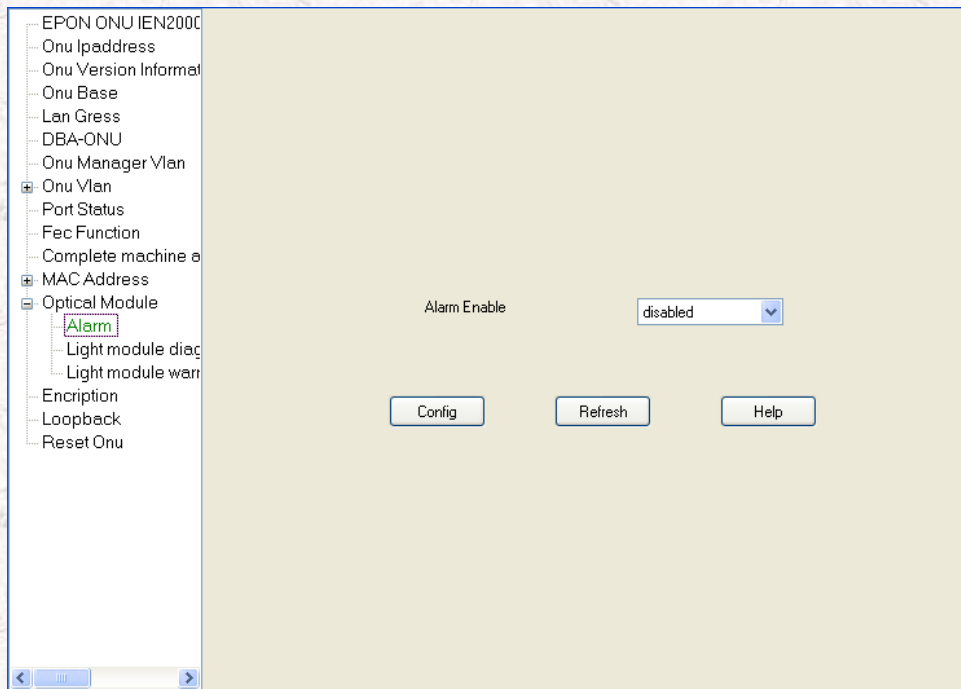 EPON ONU IEN200
Onu Ipaddress
Onu Version Informat
Onu Base
Lan Gress
DBA-ONU
Onu Manager Vlan
Onu Vlan
Port Status
Fec Function
Complete machine a
MAC Address
Optical Module
Alarm
Light module diag
Light module warr
Encription
Loopback
Reset Onu
Alarm Enable
disabled
Config
Refresh
Help